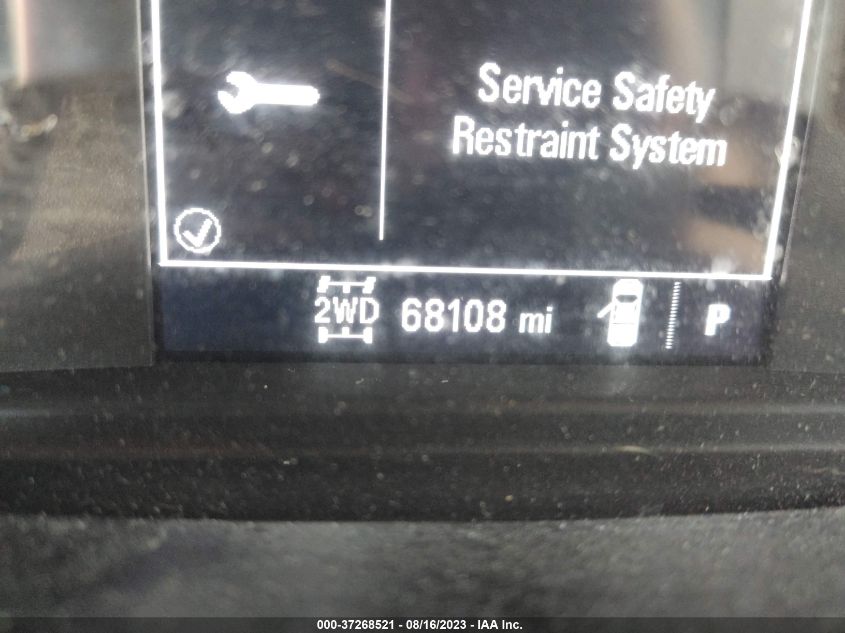 Service Safety
Restraint System
2WD 68108 mi P
000-37268521 - 08/16/2023 - IAA Inc.